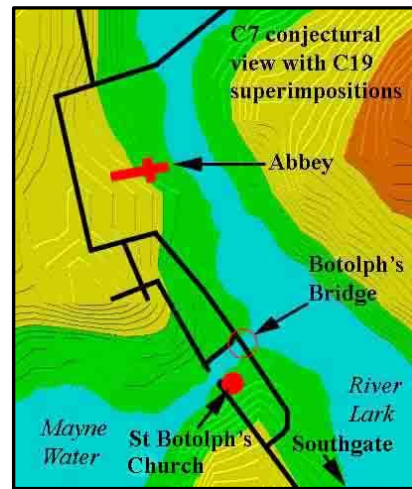 C7 conjectural
view with C19
superimpositions
Abbey
Botolph's
Bridge
River
Lark
Mayne
Water
St Botolph's
Church
Southgate